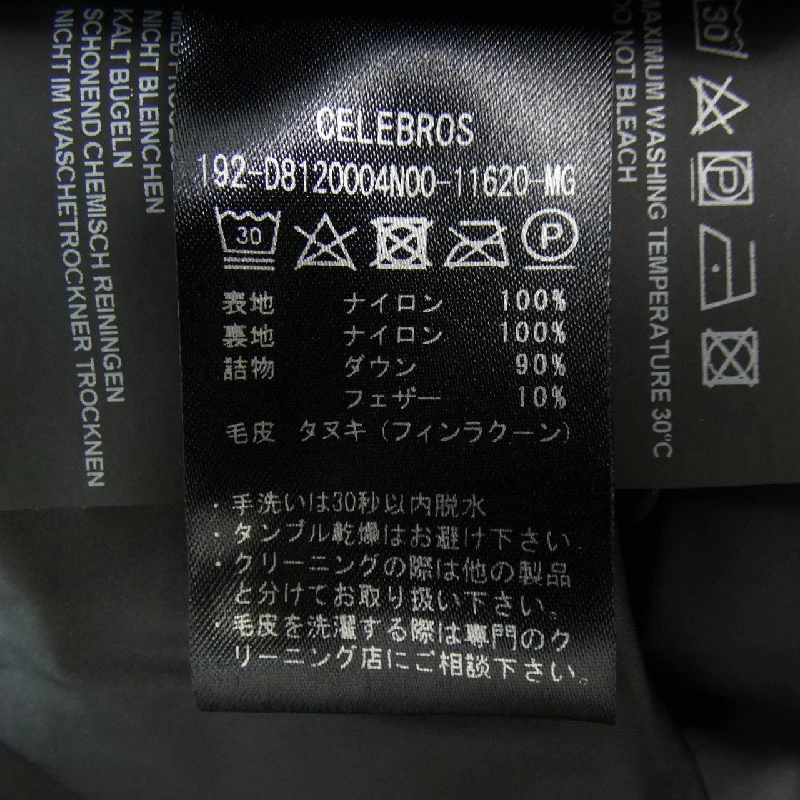 CELEBROS
192-D8120004N00-11620-MG
30
P
表地 ナイロン 100%
裏地 ナイロン 100%
詰物 ダウン 90%
フェザー 10%
毛皮 タヌキ (フィンラクーン)
・手洗いは30秒以内脱水
・タンブル乾燥はお避け下さい。
・クリーニングの際は他の製品
と分けてお取り扱い下さい。
・毛皮を洗濯する際は専門のク
リーニング店にご相談下さい。
NICHT BLEINCHEN
KALT BÜGELN
SCHONEND CHEMISCH REININGEN
NICHT IM WASCHETROCKNER TROCKNEN
30
P
MAXIMUM WASHING TEMPERATURE 30°C
DO NOT BLEACH